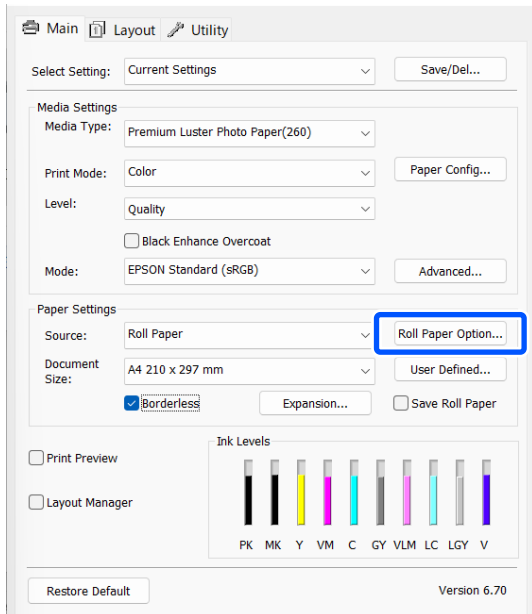 Main Layout Utility
Select Setting: Current Settings Save/Del...
Media Settings
Media Type: Premium Luster Photo Paper(260)
Print Mode: Color Paper Config...
Level: Quality
Black Enhance Overcoat
Mode: EPSON Standard (sRGB) Advanced...
Paper Settings
Source: Roll Paper Roll Paper Option...
Document
Size: A4 210 x 297 mm User Defined...
Borderless Expansion... Save Roll Paper
Print Preview
Layout Manager
Ink Levels
PK MK Y VM C GY VLM LC LGY V
Restore Default Version 6.70